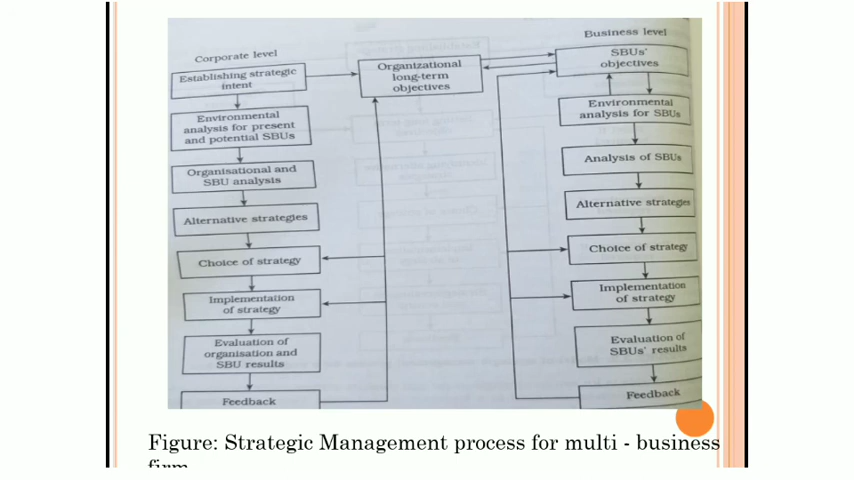 Corporate level
Establishing strategic
intent
Environmental
analysis for present
and potential SBUs
Organisational and
SBU analysis
Alternative strategies
Choice of strategy
Implementation
of strategy
Evaluation of
organisation and
SBU results
Feedback
Organizational
long-term
objectives
Business level
SBUs'
objectives
Environmental
analysis for SBUs
Analysis of SBUs
Alternative strategies
Choice of strategy
Implementation
of strategy
Evaluation of
SBUs' results
Feedback
Figure: Strategic Management process for multi - business
firm